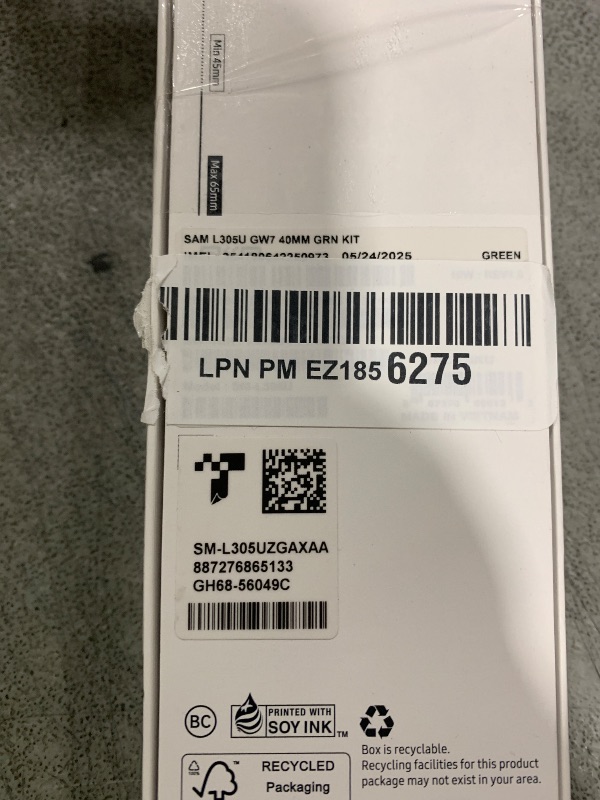 Min 45mm
Max 65mm
SAM L305U GW7 40MM GRN KIT
05/24/2025 GREEN
LPN PM EZ185 6275
SM-L305UZGAXAA
887276865133
GH68-56049C
BC
PRINTED WITH
SOY INK TM
100%
RECYCLED
Packaging
Box is recyclable.
Recycling facilities for this product
package may not exist in your area.